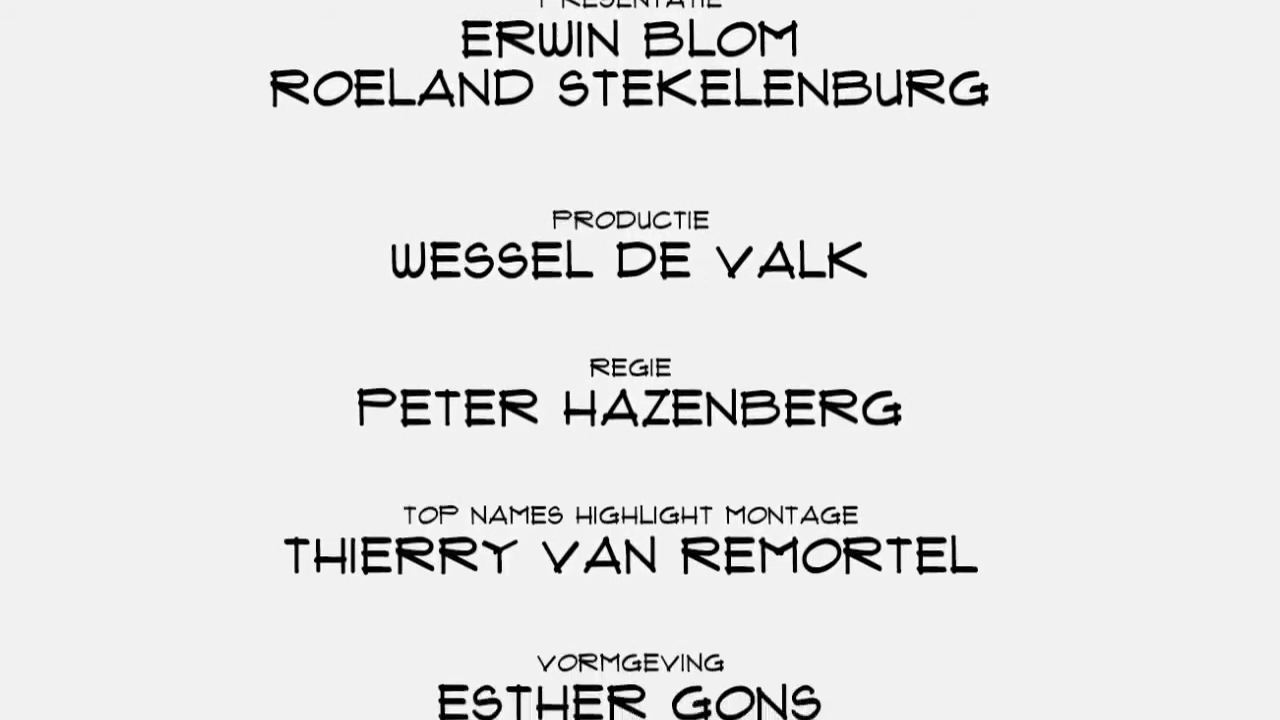 PRESENTATIE
ERWIN BLOM
ROELAND STEKELENBURG
PRODUCTIE
WESSEL DE VALK
REGIE
PETER HAZENBERG
TOP NAMES HIGHLIGHT MONTAGE
THIERRY VAN REMORTEL
VORMGEVING
ESTHER GONS